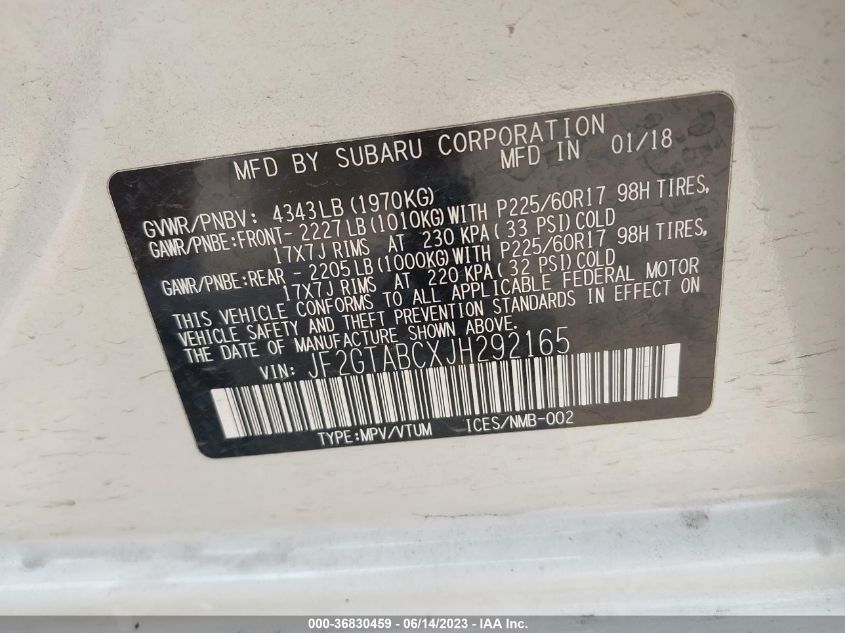 MFD BY SUBARU CORPORATION
MFD IN 01/18
GVWR/PNBV: 4343LB(1970KG)
GAWR/PNBE:FRONT- 2227LB(1010KG)WITH P225/60R17 98H TIRES,
17X7J RIMS AT 230 KPA(33 PSI)COLD
GAWR/PNBE:REAR - 2205LB(1000KG)WITH P225/60R17 98H TIRES,
17X7J RIMS AT 220 KPA(32 PSI)COLD
THIS VEHICLE CONFORMS TO ALL APPLICABLE FEDERAL MOTOR
VEHICLE SAFETY AND THEFT PREVENTION STANDARDS IN EFFECT ON
THE DATE OF MANUFACTURE SHOWN ABOVE.
VIN: JF2GTABCXJH292165
TYPE:MPV/VTUM ICES/NMB-002
000-36830459 - 06/14/2023 - IAA Inc.